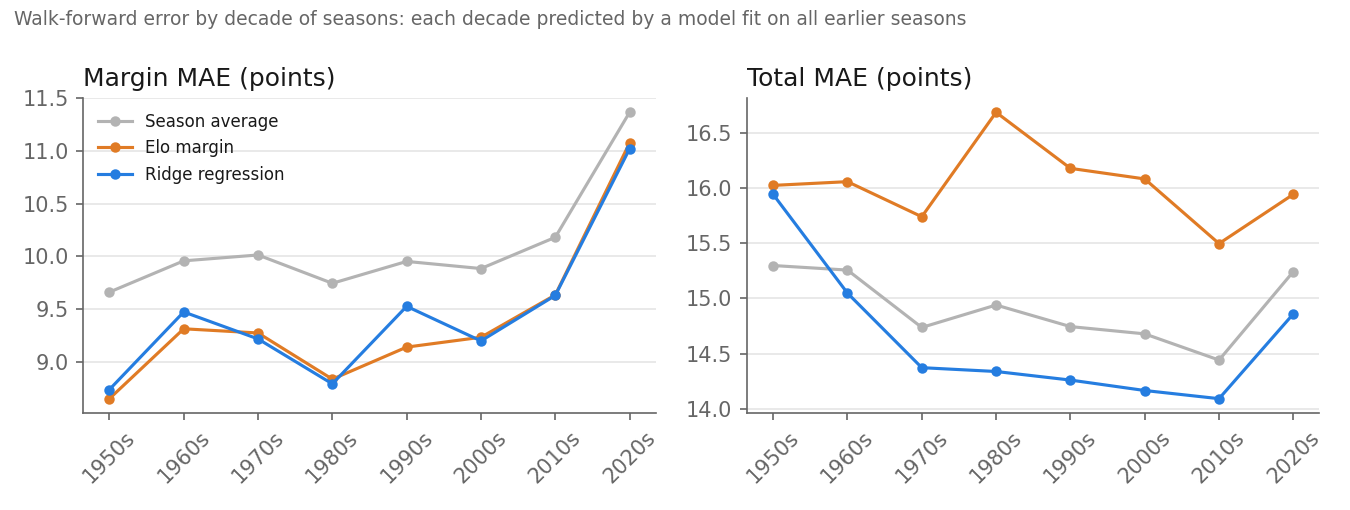 Walk-forward error by decade of seasons: each decade predicted by a model fit on all earlier seasons
Margin MAE (points)
11.5
11.0
10.5
10.0
9.5
9.0
Season average
Elo margin
Ridge regression
1950s
1960s
1970s
1980s
1990s
2000s
2010s
2020s
Total MAE (points)
16.5
16.0
15.5
15.0
14.5
14.0
1950s
1960s
1970s
1980s
1990s
2000s
2010s
2020s